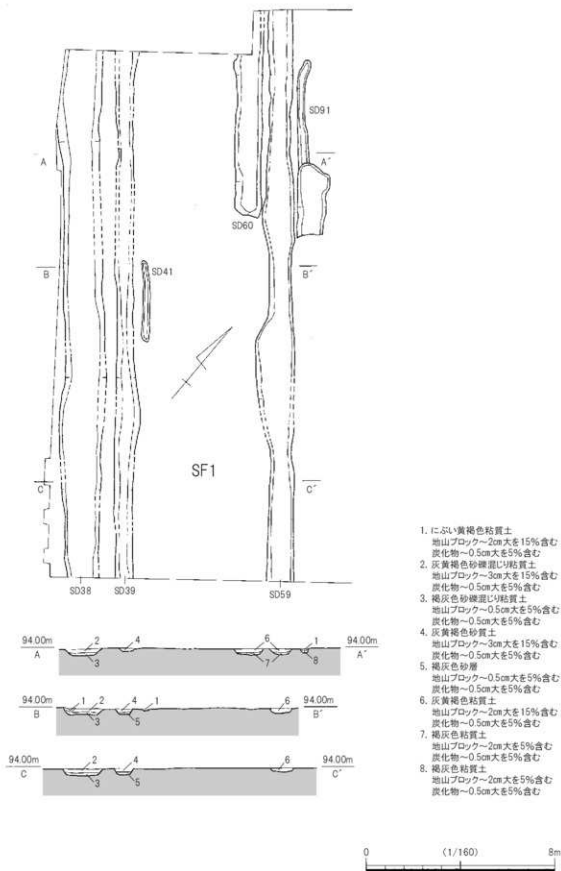 SD91
A
A´
SD60
B
SD41
B´
SF1
C
C´
SD38
SD39
SD59
94.00m
A
2
3
4
6
7
1
8
94.00m
A´
94.00m
B
1
2
3
4
5
1
6
94.00m
B´
94.00m
C
2
3
4
5
6
94.00m
C´
1. にぶい黄褐色粘質土
地山ブロック～2cm大を15%含む
炭化物～0.5cm大を5%含む
2. 灰黄褐色砂礫混じり粘質土
地山ブロック～3cm大を15%含む
炭化物～0.5cm大を5%含む
3. 褐灰色砂礫混じり粘質土
地山ブロック～0.5cm大を5%含む
炭化物～0.5cm大を5%含む
4. 灰黄褐色砂質土
地山ブロック～3cm大を15%含む
炭化物～0.5cm大を5%含む
5. 褐灰色砂層
地山ブロック～0.5cm大を5%含む
炭化物～0.5cm大を5%含む
6. 灰黄褐色粘質土
地山ブロック～2cm大を15%含む
炭化物～0.5cm大を5%含む
7. 褐灰色粘質土
地山ブロック～2cm大を5%含む
炭化物～0.5cm大を5%含む
8. 褐灰色粘質土
地山ブロック～2cm大を5%含む
炭化物～0.5cm大を5%含む
0 (1/160) 8m